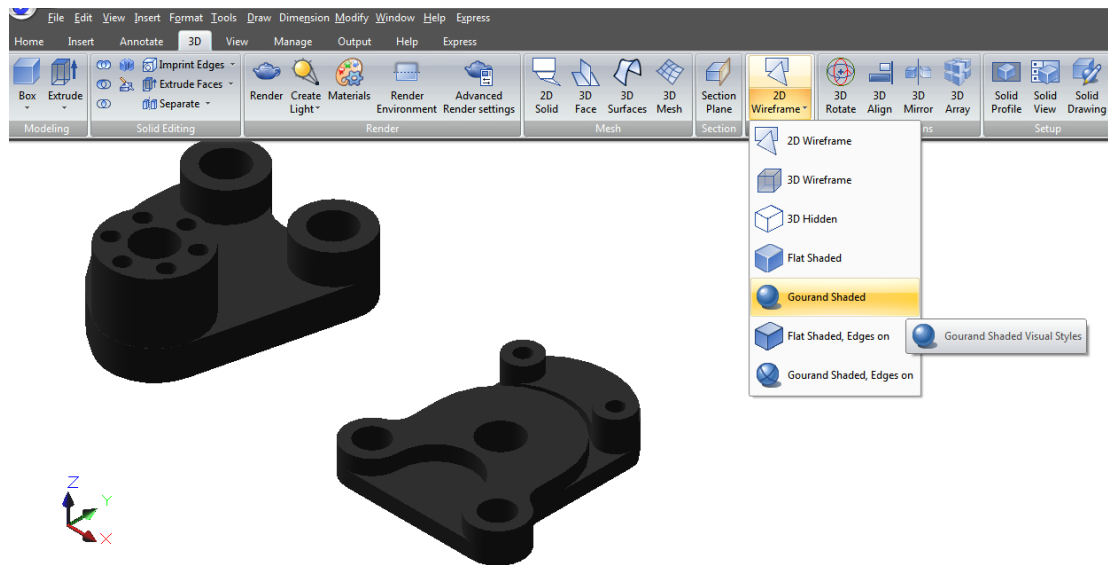 File Edit View Insert Format Tools Draw Dimension Modify Window Help Express
Home Insert Annotate 3D View Manage Output Help Express
Box
Extrude
Imprint Edges
Extrude Faces
Separate
Render
Create Light
Materials
Render Environment
Advanced Render settings
2D Solid
3D Face
3D Surfaces
3D Mesh
Section Plane
2D Wireframe
3D Rotate
3D Align
3D Mirror
3D Array
Solid Profile
Solid View
Solid Drawing
Modeling
Solid Editing
Render
Mesh
Section
ns
Setup
2D Wireframe
3D Wireframe
3D Hidden
Flat Shaded
Gourand Shaded
Flat Shaded, Edges on
Gourand Shaded Visual Styles
Gourand Shaded, Edges on
Z
Y
X